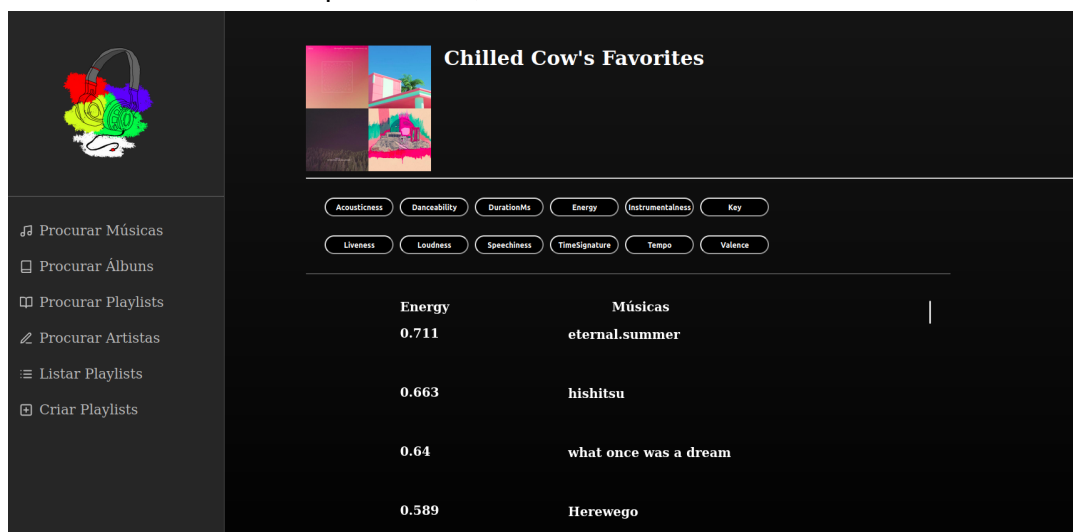 Chilled Cow's Favorites
Procurar Músicas
Procurar Álbuns
Procurar Playlists
Procurar Artistas
Listar Playlists
Criar Playlists
Acousticness Danceability DurationMs Energy Instrumentalness Key
Liveness Loudness Speechiness TimeSignature Tempo Valence
Energy Músicas
0.711 eternal.summer
0.663 hishitsu
0.64 what once was a dream
0.589 Herewego